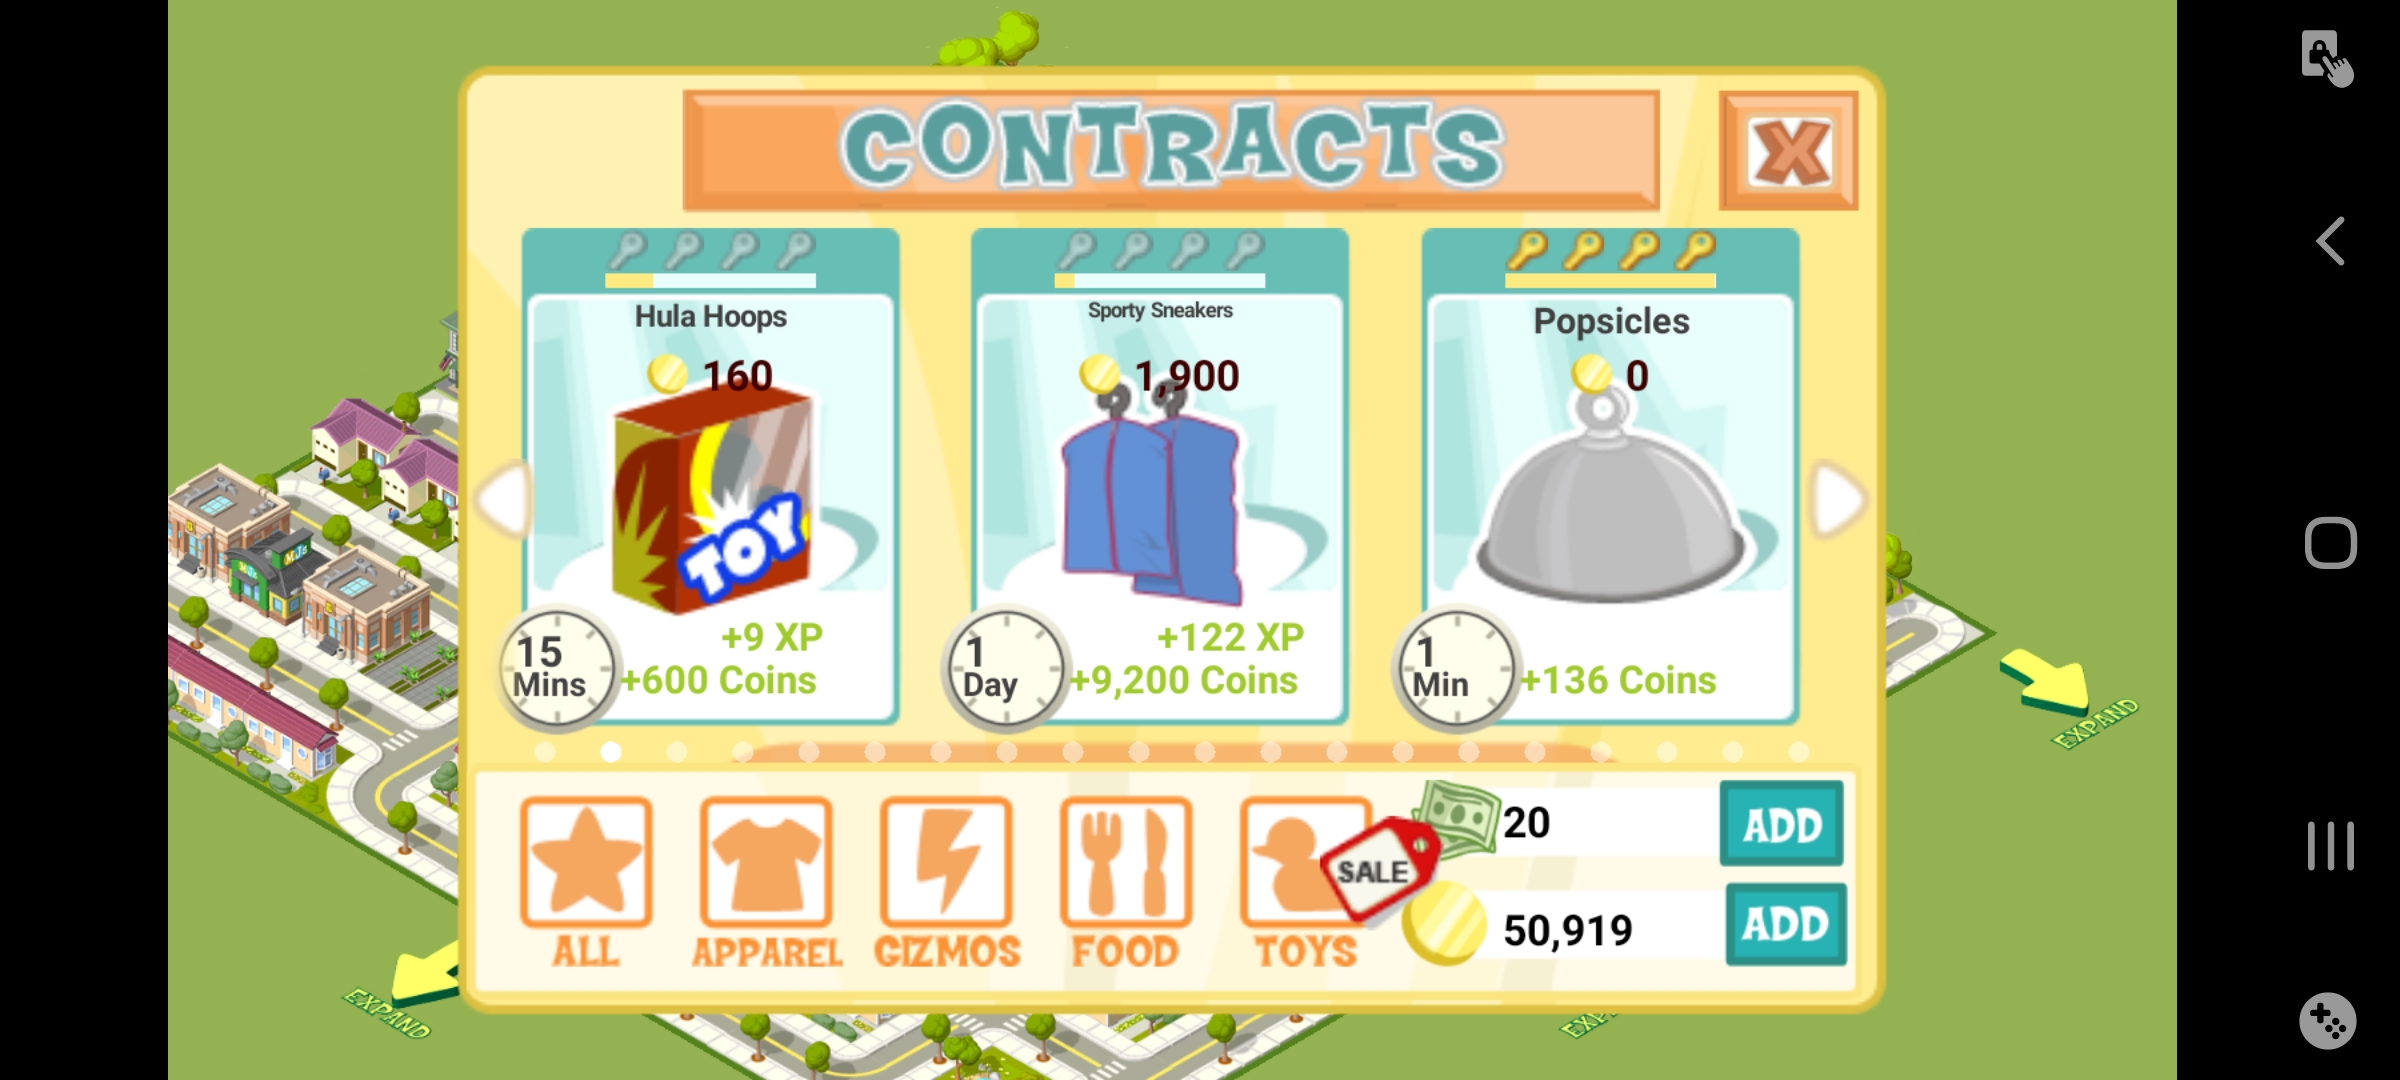 CONTRACTS
X
Hula Hoops
160
TOY
15
Mins
+9 XP
+600 Coins
Sporty Sneakers
1,900
1
Day
+122 XP
+9,200 Coins
Popsicles
0
1
Min
+136 Coins
ALL
APPAREL
GIZMOS
FOOD
TOYS
SALE
20
ADD
50,919
ADD
EXPAND
EXPAND
MJs